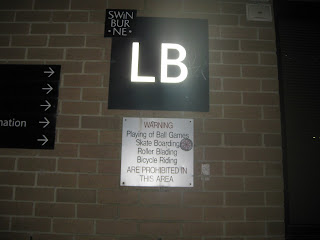 SWIN
BUR
NE
LB
mation
WARNING
Playing of Ball Games
Skate Boarding
Roller Blading
Bicycle Riding
ARE PROHIBITED IN
THIS AREA